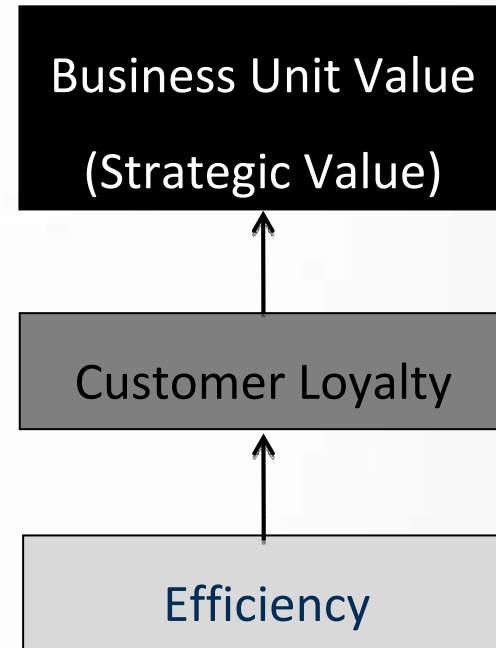 Business Unit Value
(Strategic Value)
Customer Loyalty
Efficiency